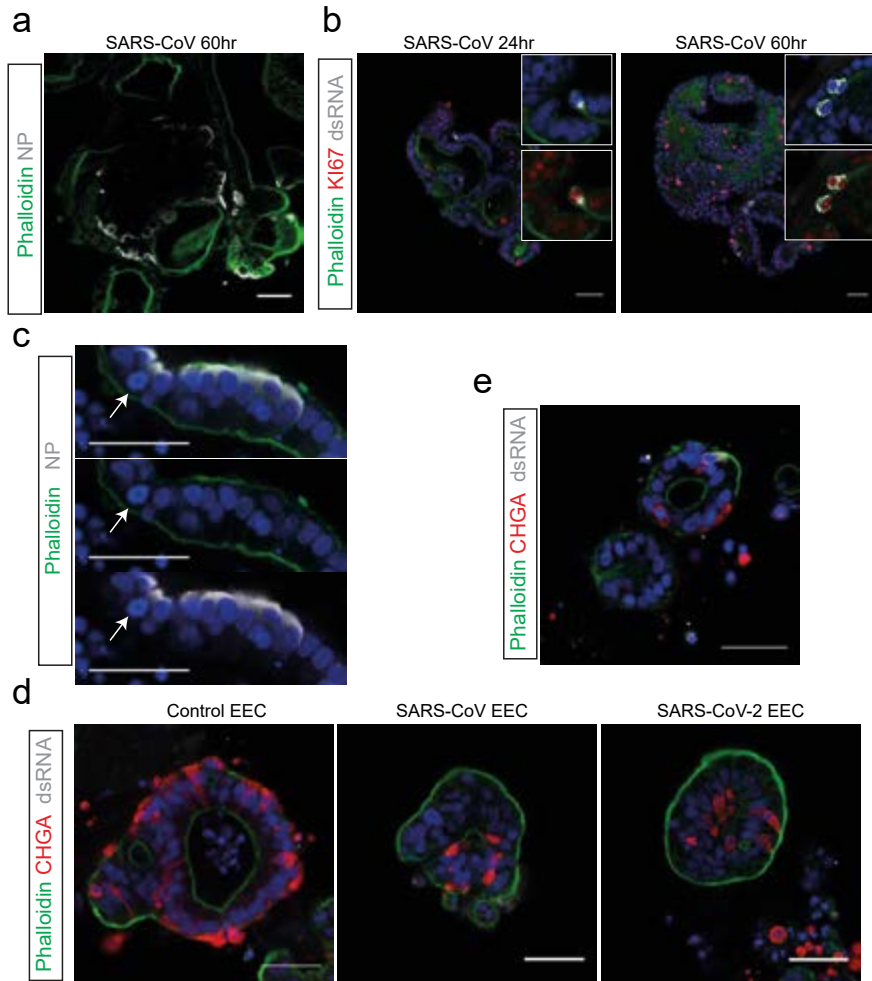 a
SARS-CoV 60hr
Phalloidin NP
b
SARS-CoV 24hr
SARS-CoV 60hr
Phalloidin KI67 dsRNA
c
Phalloidin NP
e
Phalloidin CHGA dsRNA
d
Control EEC
SARS-CoV EEC
SARS-CoV-2 EEC
Phalloidin CHGA dsRNA